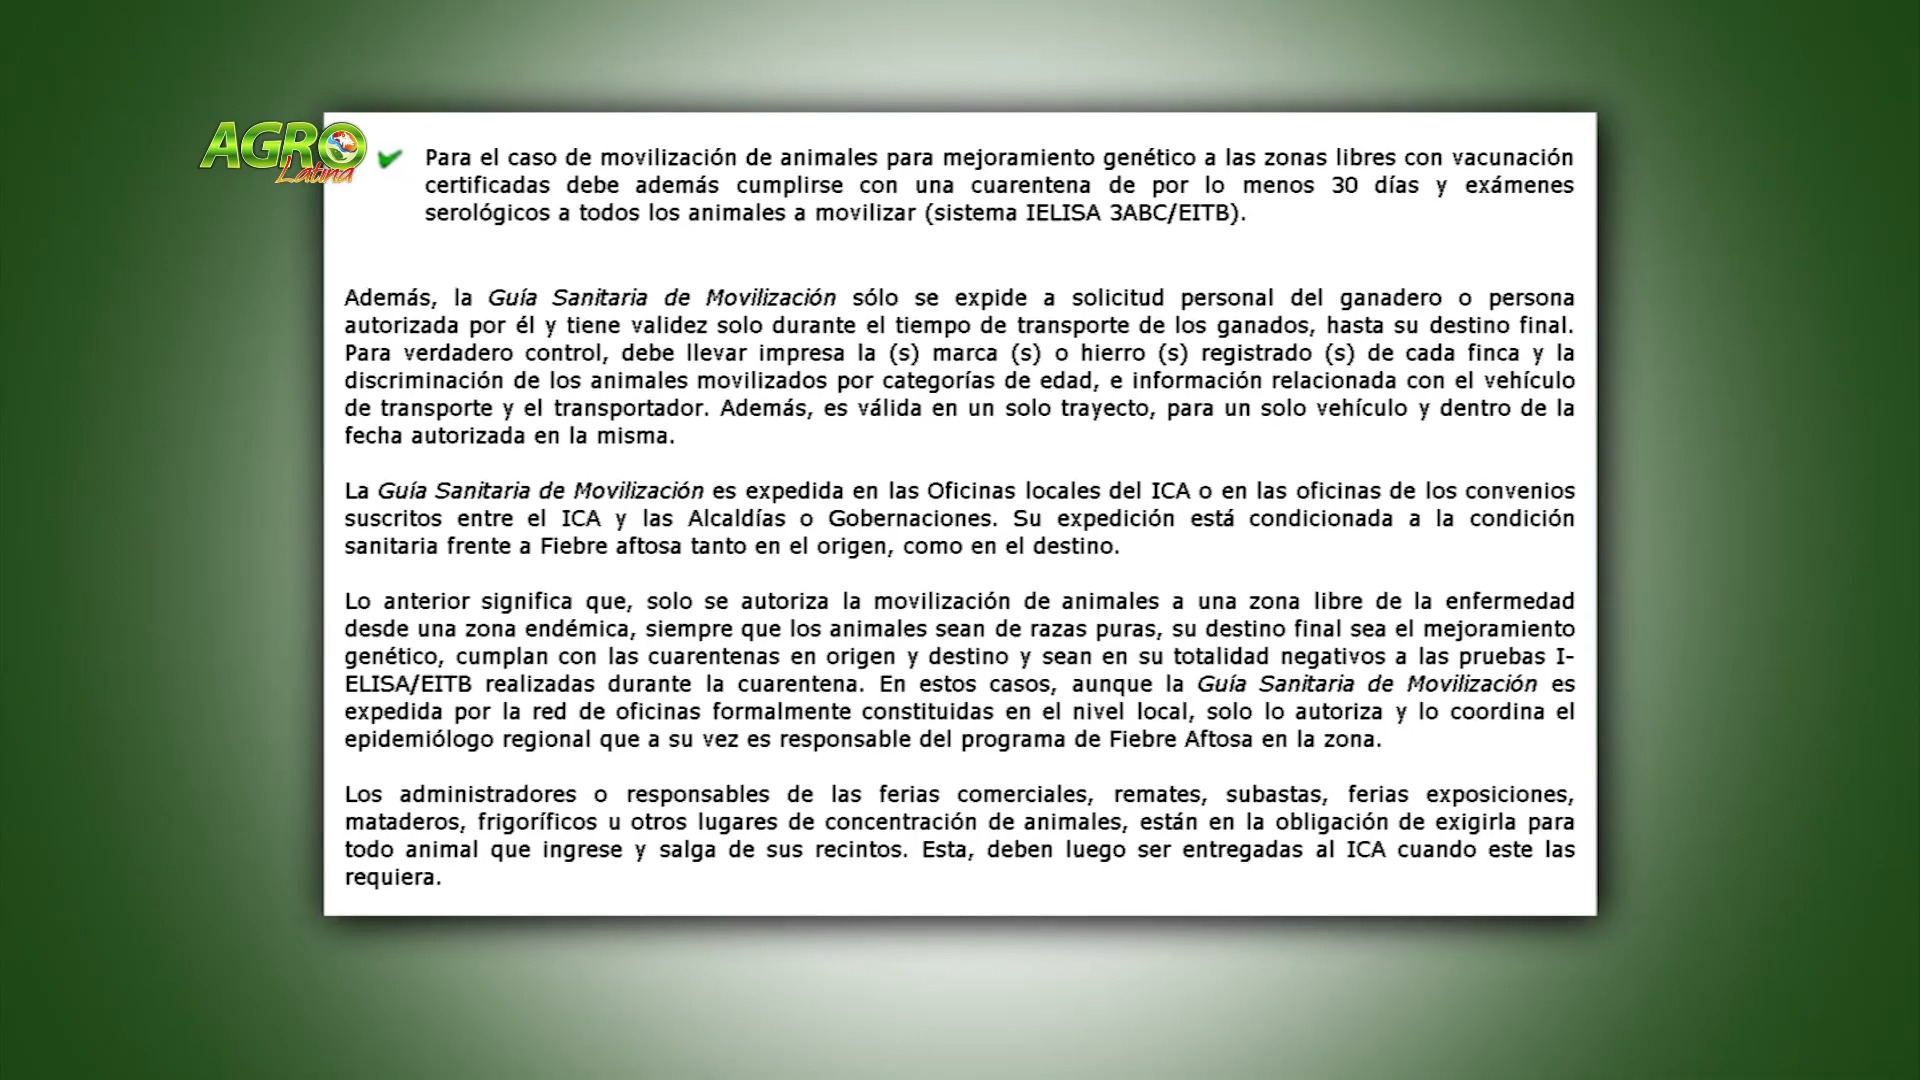 AGRO
Latina
Para el caso de movilización de animales para mejoramiento genético a las zonas libres con vacunación
certificadas debe además cumplirse con una cuarentena de por lo menos 30 días y exámenes
serológicos a todos los animales a movilizar (sistema IELISA 3ABC/EITB).
Además, la Guía Sanitaria de Movilización sólo se expide a solicitud personal del ganadero o persona
autorizada por él y tiene validez solo durante el tiempo de transporte de los ganados, hasta su destino final.
Para verdadero control, debe llevar impresa la (s) marca (s) o hierro (s) registrado (s) de cada finca y la
discriminación de los animales movilizados por categorías de edad, e información relacionada con el vehículo
de transporte y el transportador. Además, es válida en un solo trayecto, para un solo vehículo y dentro de la
fecha autorizada en la misma.
La Guía Sanitaria de Movilización es expedida en las Oficinas locales del ICA o en las oficinas de los convenios
suscritos entre el ICA y las Alcaldías o Gobernaciones. Su expedición está condicionada a la condición
sanitaria frente a Fiebre aftosa tanto en el origen, como en el destino.
Lo anterior significa que, solo se autoriza la movilización de animales a una zona libre de la enfermedad
desde una zona endémica, siempre que los animales sean de razas puras, su destino final sea el mejoramiento
genético, cumplan con las cuarentenas en origen y destino y sean en su totalidad negativos a las pruebas I-
ELISA/EITB realizadas durante la cuarentena. En estos casos, aunque la Guía Sanitaria de Movilización es
expedida por la red de oficinas formalmente constituidas en el nivel local, solo lo autoriza y lo coordina el
epidemiólogo regional que a su vez es responsable del programa de Fiebre Aftosa en la zona.
Los administradores o responsables de las ferias comerciales, remates, subastas, ferias exposiciones,
mataderos, frigoríficos u otros lugares de concentración de animales, están en la obligación de exigirla para
todo animal que ingrese y salga de sus recintos. Esta, deben luego ser entregadas al ICA cuando este las
requiera.